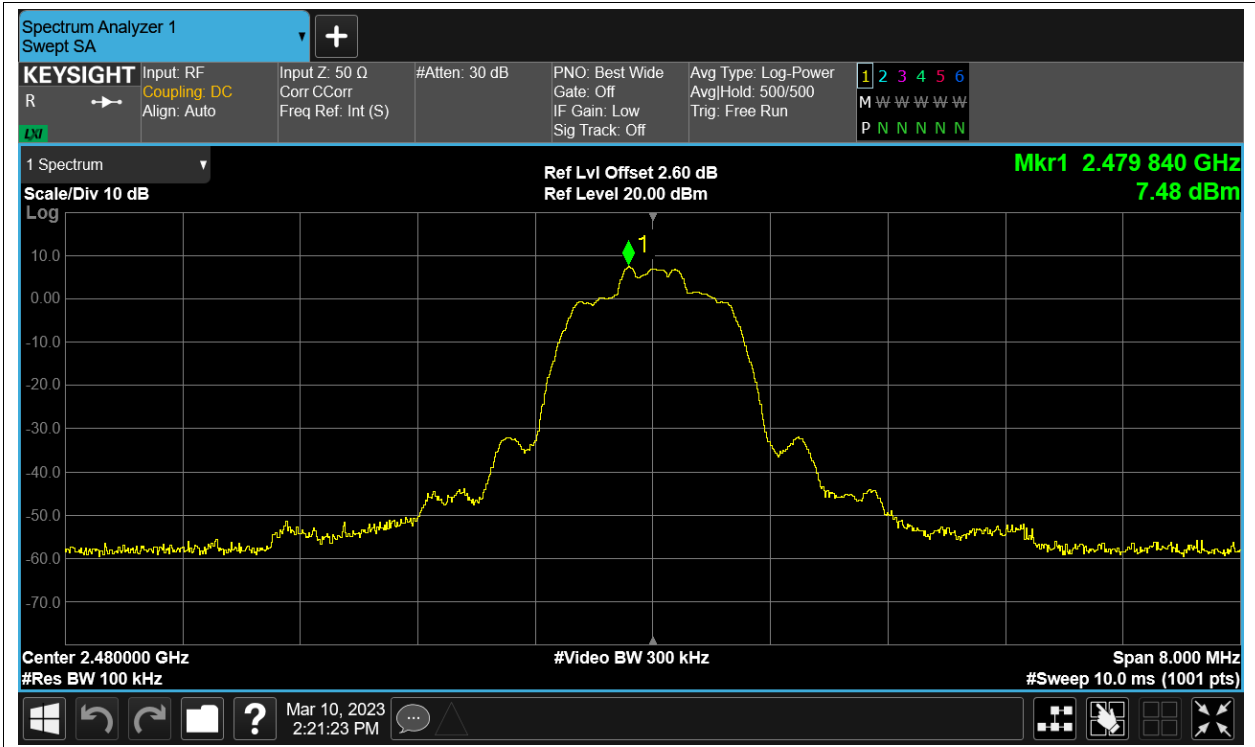 Spectrum Analyzer 1
Swept SA
KEYSIGHT
R
LXI
Input: RF
Coupling: DC
Align: Auto
Input Z: 50 Ω
Corr CCorr
Freq Ref: Int (S)
#Atten: 30 dB
PNO: Best Wide
Gate: Off
IF Gain: Low
Sig Track: Off
Avg Type: Log-Power
Avg|Hold: 500/500
Trig: Free Run
1 2 3 4 5 6
M W W W W W
P N N N N N
1 Spectrum
Scale/Div 10 dB
Log
Ref Lvl Offset 2.60 dB
Ref Level 20.00 dBm
Mkr1 2.479 840 GHz
7.48 dBm
1
10.0
0.00
-10.0
-20.0
-30.0
-40.0
-50.0
-60.0
-70.0
Center 2.480000 GHz
#Res BW 100 kHz
#Video BW 300 kHz
Span 8.000 MHz
#Sweep 10.0 ms (1001 pts)
?
Mar 10, 2023
2:21:23 PM